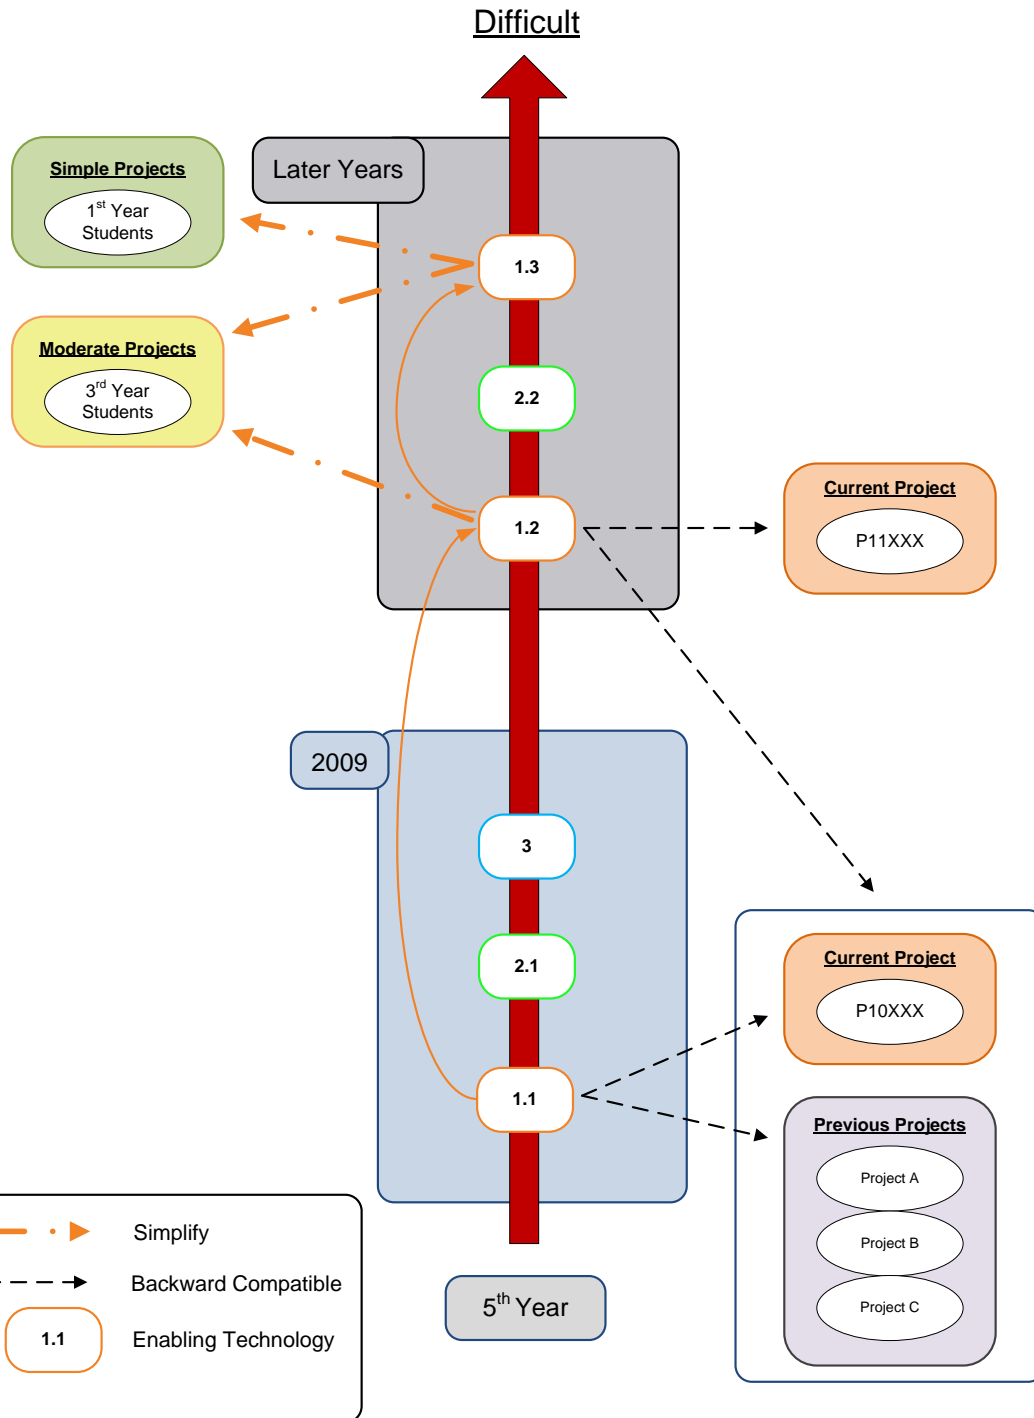 Difficult
Later Years
Simple Projects
1st Year
Students
1.3
Moderate Projects
3rd Year
Students
2.2
Current Project
P11XXX
1.2
2009
3
2.1
Current Project
P10XXX
1.1
Previous Projects
Project A
Project B
Project C
Simplify
Backward Compatible
1.1
Enabling Technology
5th Year